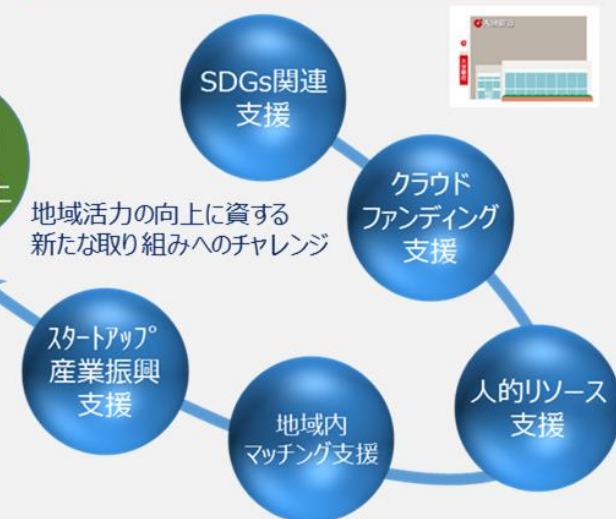 SDGs関連
支援
クラウド
ファンディング
支援
地域活力の向上に資する
新たな取り組みへのチャレンジ
スタートアップ
産業振興
支援
地域内
マッチング支援
人的リソース
支援